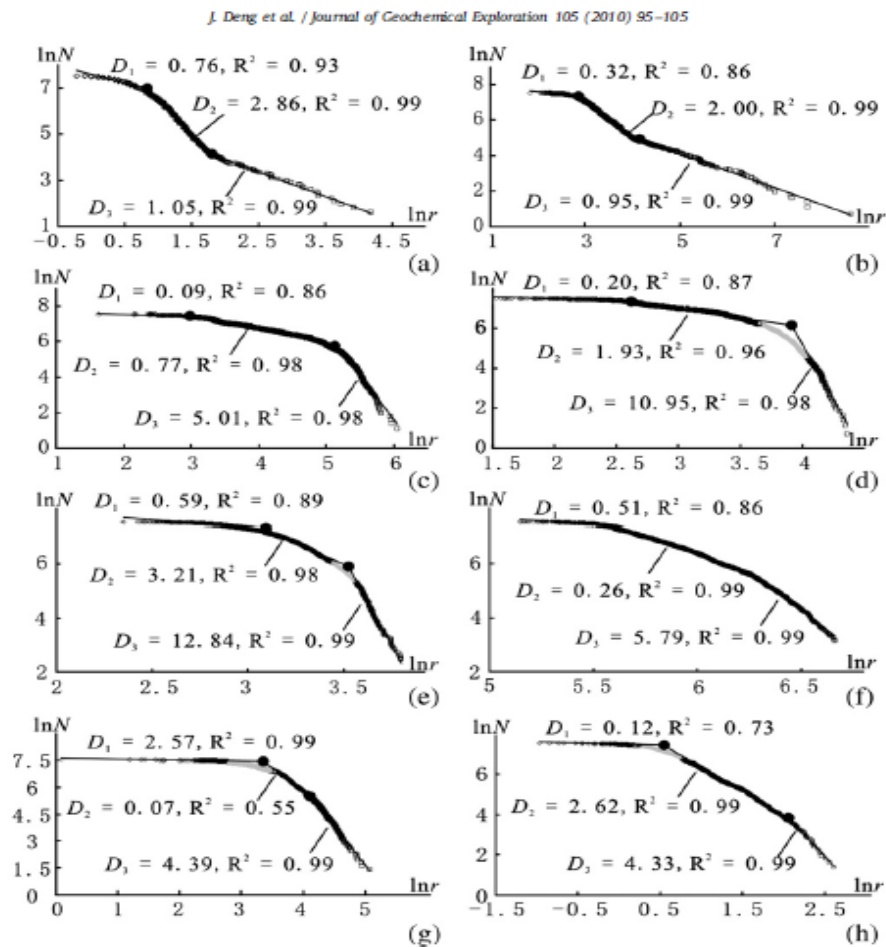 J. Deng et al. / Journal of Geochemical Exploration 105 (2010) 95–105
lnN
D₁ = 0.76, R² = 0.93
7
D₂ = 2.86, R² = 0.99
5
3
D₃ = 1.05, R² = 0.99
1
lnr
-0.5 0.5 1.5 2.5 3.5 4.5 5.5
(a)
lnN
D₁ = 0.32, R² = 0.86
8
D₂ = 2.00, R² = 0.99
6
4
2
D₃ = 0.95, R² = 0.99
0
lnr
1 3 5 7
(b)
lnN
D₁ = 0.09, R² = 0.86
8
6
D₂ = 0.77, R² = 0.98
4
2
D₃ = 5.01, R² = 0.98
0
lnr
1 2 3 4 5 6
(c)
lnN
D₁ = 0.20, R² = 0.87
6
D₂ = 1.93, R² = 0.96
4
D₃ = 10.95, R² = 0.98
2
0
lnr
1.5 2 2.5 3 3.5 4
(d)
lnN
D₁ = 0.59, R² = 0.89
6
D₂ = 3.21, R² = 0.98
4
D₃ = 12.84, R² = 0.99
2
lnr
2 2.5 3 3.5
(e)
lnN
D₁ = 0.51, R² = 0.86
6
D₂ = 0.26, R² = 0.99
4
D₃ = 5.79, R² = 0.99
2
lnr
5 5.5 6 6.5
(f)
lnN
D₁ = 2.57, R² = 0.99
7.5
6
D₂ = 0.07, R² = 0.55
4.5
3
D₃ = 4.39, R² = 0.99
1.5
0
lnr
0 1 2 3 4 5
(g)
lnN
D₁ = 0.12, R² = 0.73
6
D₂ = 2.62, R² = 0.99
4
D₃ = 4.33, R² = 0.99
2
0
lnr
-1.5 -0.5 0.5 1.5 2.5
(h)